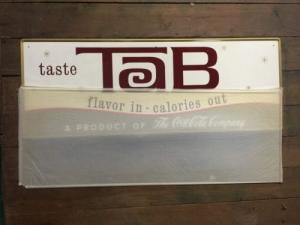 taste TaB
flavor in - calories out
A PRODUCT OF The Coca-Cola Company